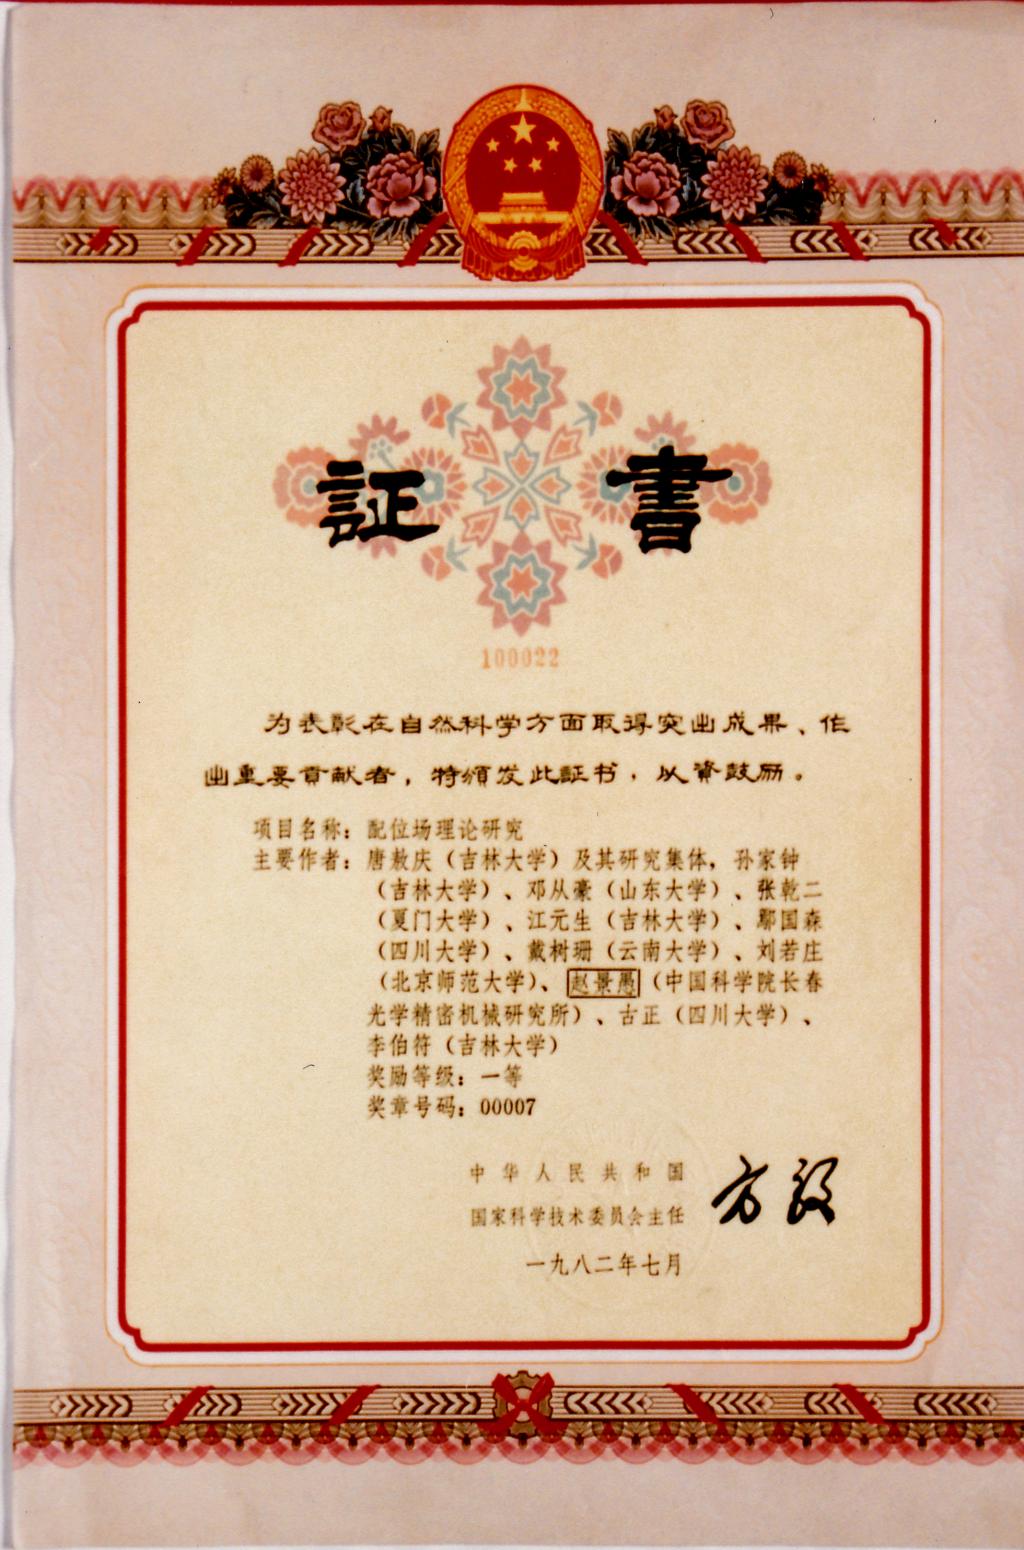 証 書
100022
为表彰在自然科学方面取得突出成果、作
出重要貢献者，特頒发此証书，以資鼓励。
项目名称：配位场理论研究
主要作者：唐敖庆（吉林大学）及其研究集体，孙家钟
（吉林大学）、邓从豪（山东大学）、张乾二
（厦门大学）、江元生（吉林大学）、鄢国森
（四川大学）、戴树珊（云南大学）、刘若庄
（北京师范大学）、赵景愚（中国科学院长春
光学精密机械研究所）、古正（四川大学）、
李伯符（吉林大学）
奖励等级：一等
奖章号码：00007
中华人民共和国
国家科学技术委员会主任 方毅
一九八二年七月